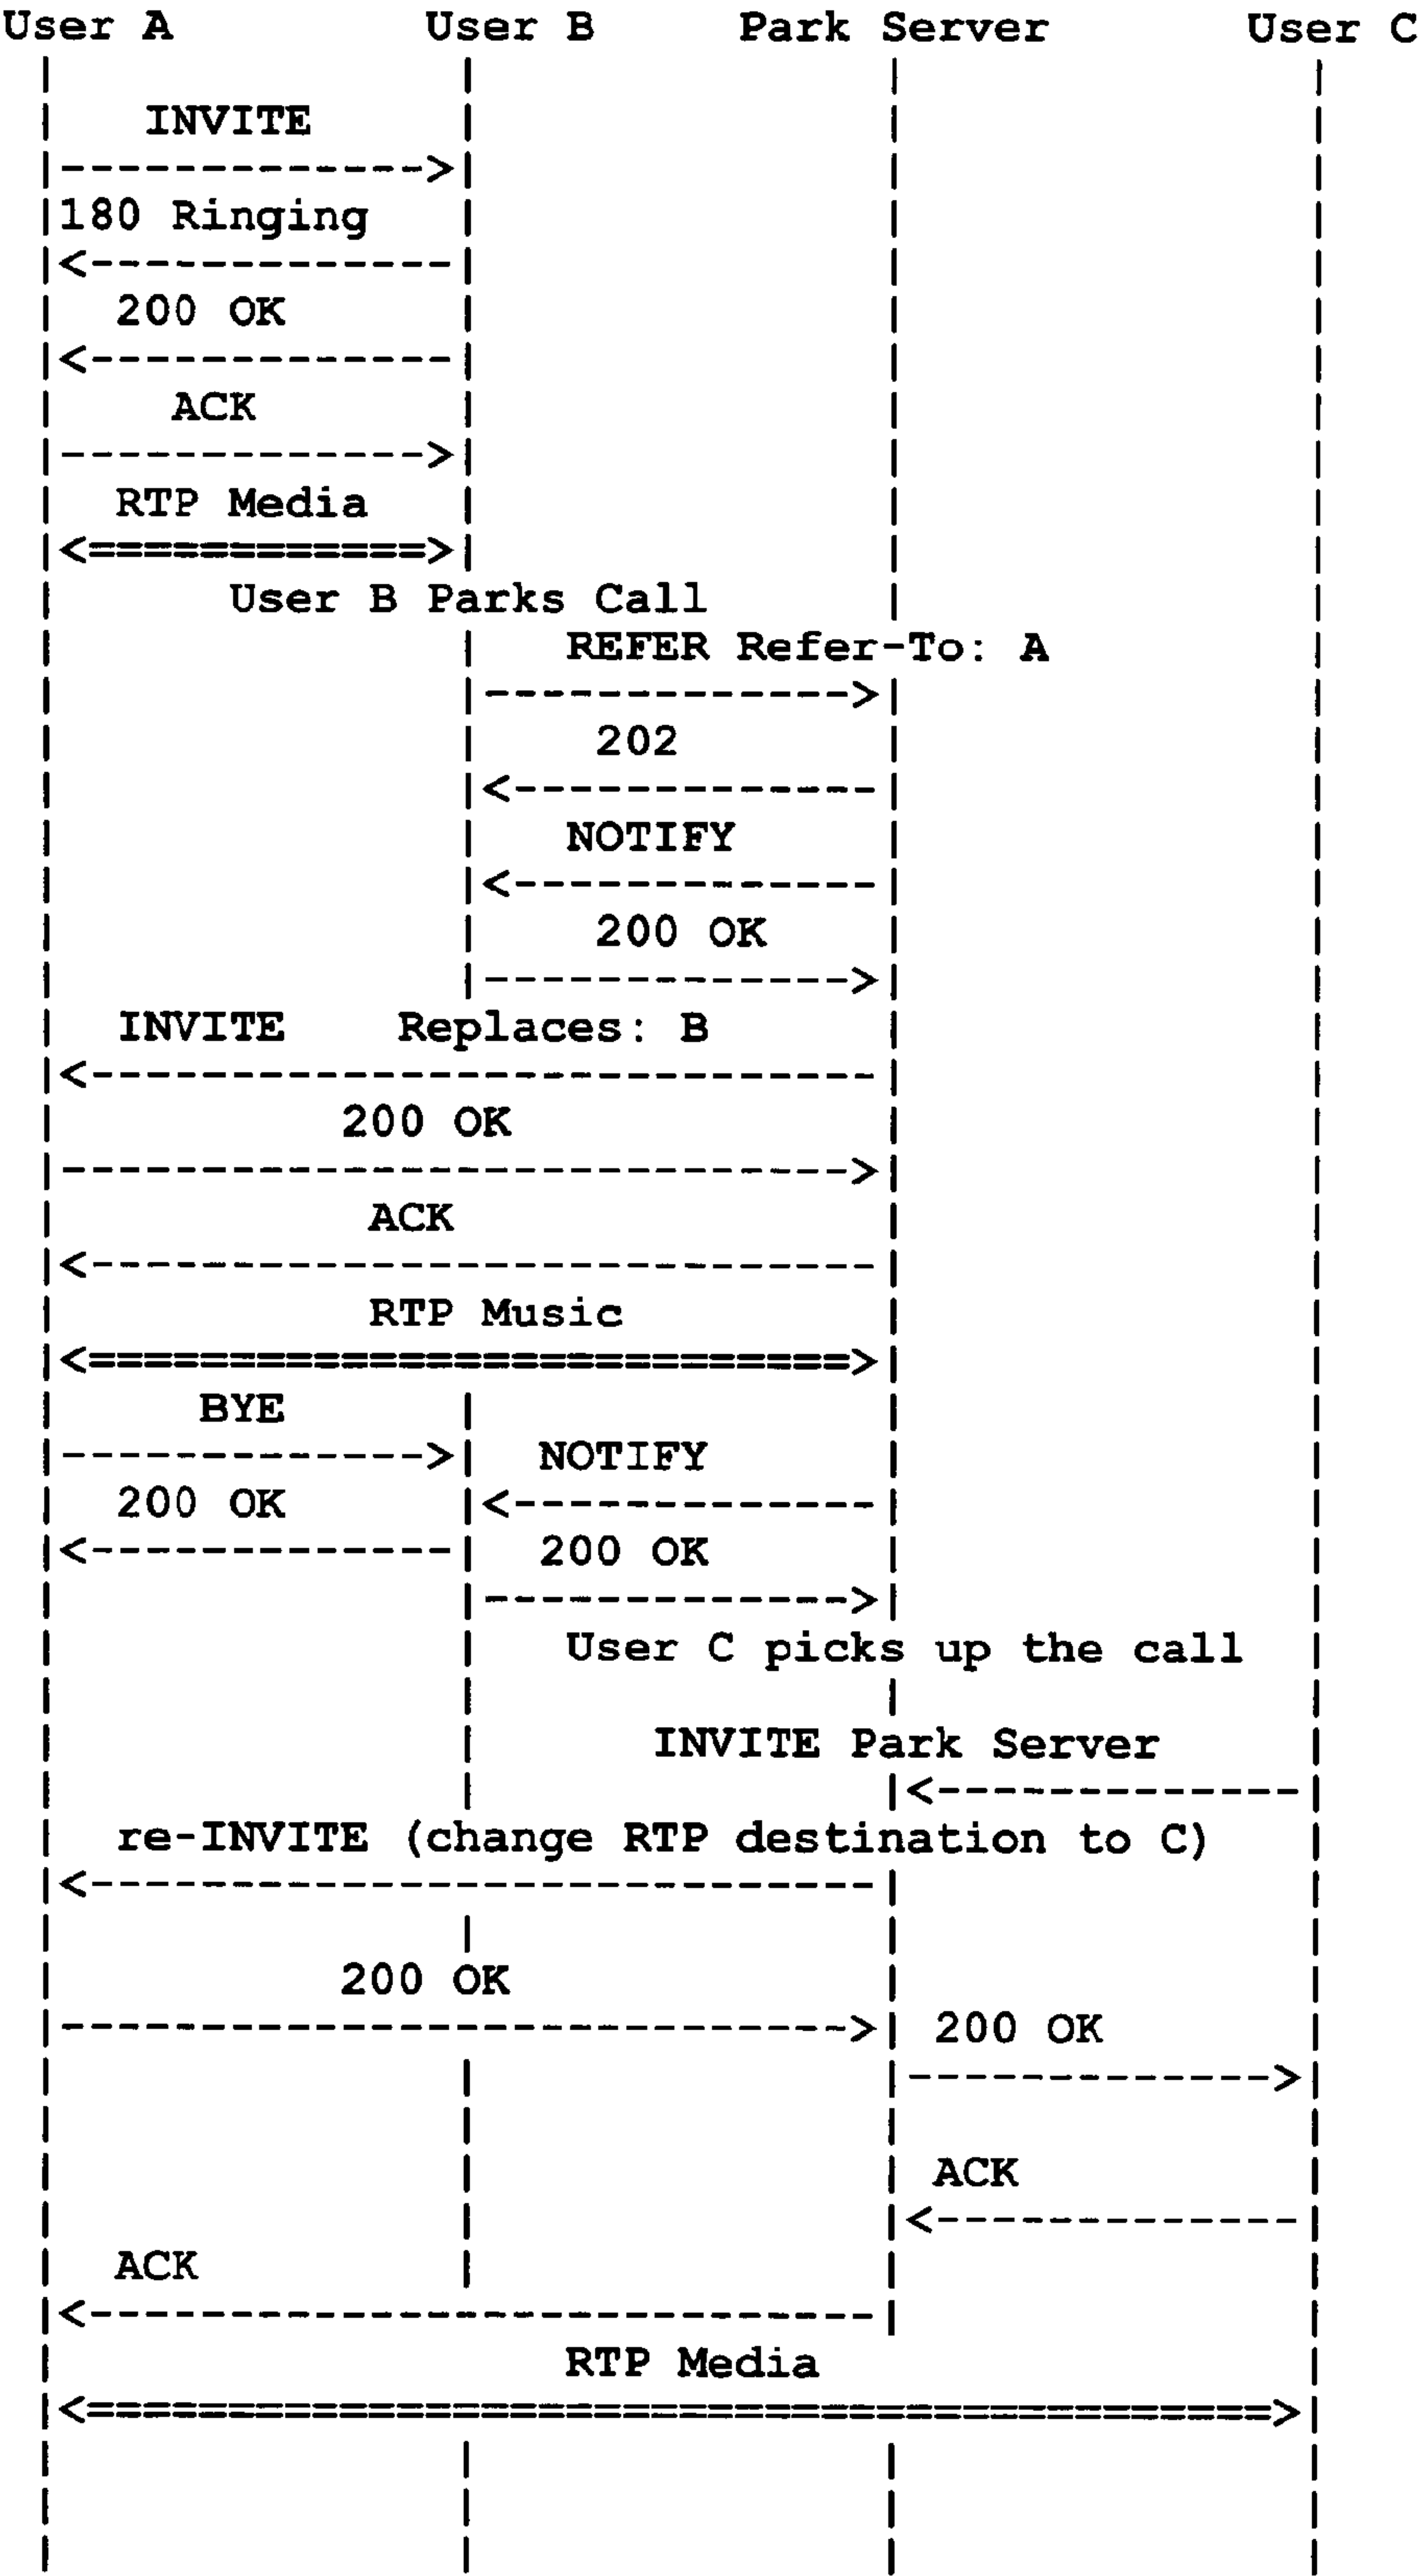 User A User B Park Server User C
INVITE
180 Ringing
200 OK
ACK
RTP Media
User B Parks Call
REFER Refer-To: A
202
NOTIFY
200 OK
INVITE Replaces: B
200 OK
ACK
RTP Music
BYE
NOTIFY
200 OK
200 OK
User C picks up the call
INVITE Park Server
re-INVITE (change RTP destination to C)
200 OK
200 OK
ACK
ACK
RTP Media